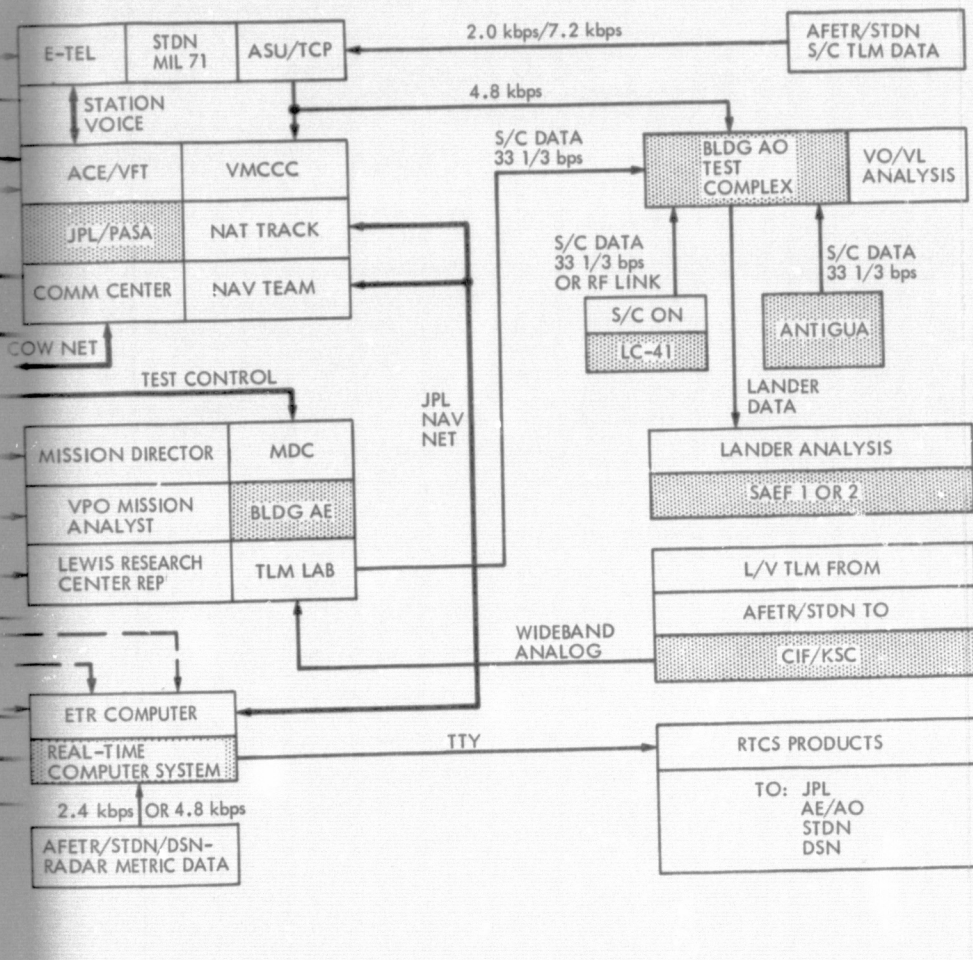 E-TEL
STDN
MIL 71
ASU/TCP
2.0 kbps/7.2 kbps
AFETR/STDN
S/C TLM DATA
STATION
VOICE
4.8 kbps
ACE/VFT
VMCCC
S/C DATA
33 1/3 bps
BLDG AO
TEST
COMPLEX
VO/VL
ANALYSIS
JPL/PASA
NAT TRACK
COMM CENTER
NAV TEAM
S/C DATA
33 1/3 bps
OR RF LINK
S/C DATA
33 1/3 bps
S/C ON
LC-41
ANTIGUA
COW NET
TEST CONTROL
JPL
NAV
NET
LANDER
DATA
MISSION DIRECTOR
MDC
LANDER ANALYSIS
SAEF 1 OR 2
VPO MISSION
ANALYST
BLDG AE
LEWIS RESEARCH
CENTER REP
TLM LAB
L/V TLM FROM
AFETR/STDN TO
CIF/KSC
WIDEBAND
ANALOG
ETR COMPUTER
REAL-TIME
COMPUTER SYSTEM
TTY
RTCS PRODUCTS
TO: JPL
AE/AO
STDN
DSN
2.4 kbps OR 4.8 kbps
AFETR/STDN/DSN-
RADAR METRIC DATA